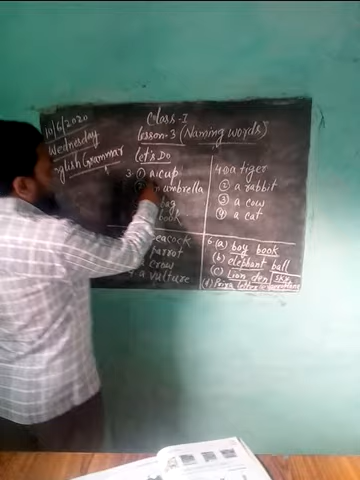 10/6/2020
Wednesday
English Grammar
Class-I
Lesson-3 (Naming words)
Let's Do
3. ① a cup
umbrella
book
4. ① a tiger
② a rabbit
③ a cow
④ a cat
peacock
parrot
crow
a vulture
6. (a) boy book
(b) elephant ball
(c) Lion den